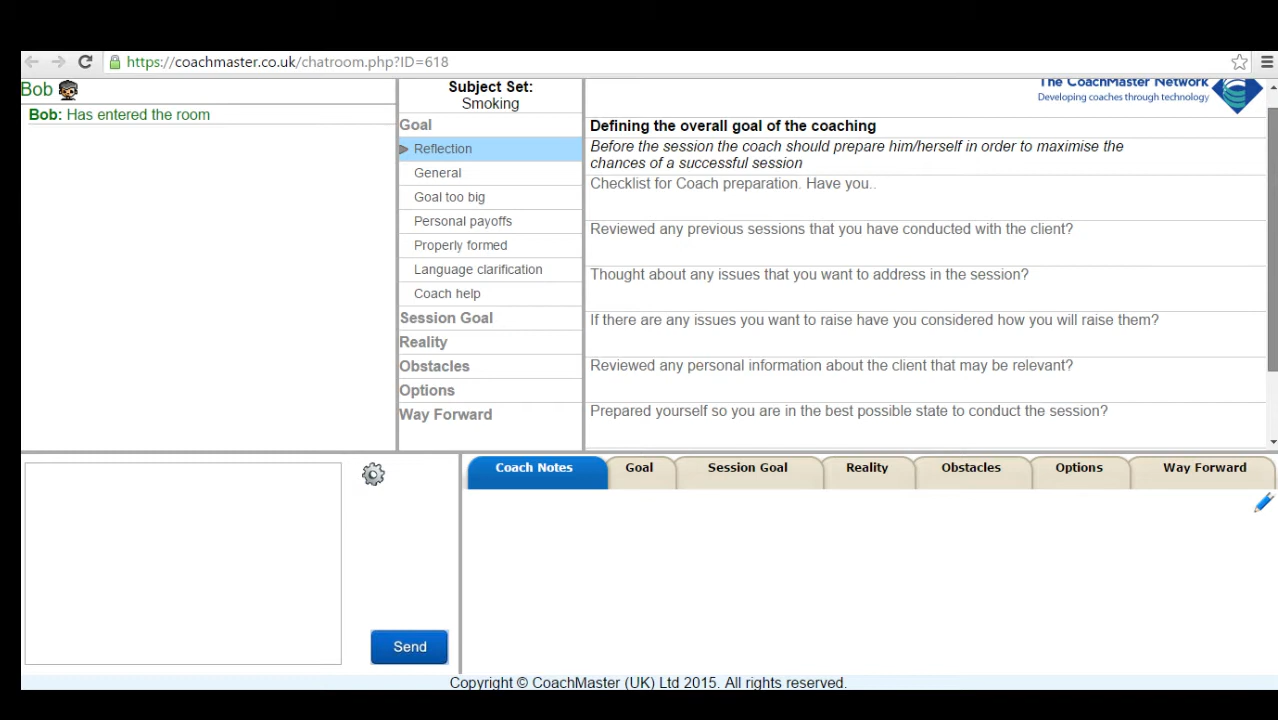 https://coachmaster.co.uk/chatroom.php?ID=618
Bob
Bob: Has entered the room
Subject Set:
Smoking
Goal
Reflection
General
Goal too big
Personal payoffs
Properly formed
Language clarification
Coach help
Session Goal
Reality
Obstacles
Options
Way Forward
The CoachMaster Network
Developing coaches through technology
Defining the overall goal of the coaching
Before the session the coach should prepare him/herself in order to maximise the
chances of a successful session
Checklist for Coach preparation. Have you..
Reviewed any previous sessions that you have conducted with the client?
Thought about any issues that you want to address in the session?
If there are any issues you want to raise have you considered how you will raise them?
Reviewed any personal information about the client that may be relevant?
Prepared yourself so you are in the best possible state to conduct the session?
Send
Coach Notes
Goal
Session Goal
Reality
Obstacles
Options
Way Forward
Copyright © CoachMaster (UK) Ltd 2015. All rights reserved.